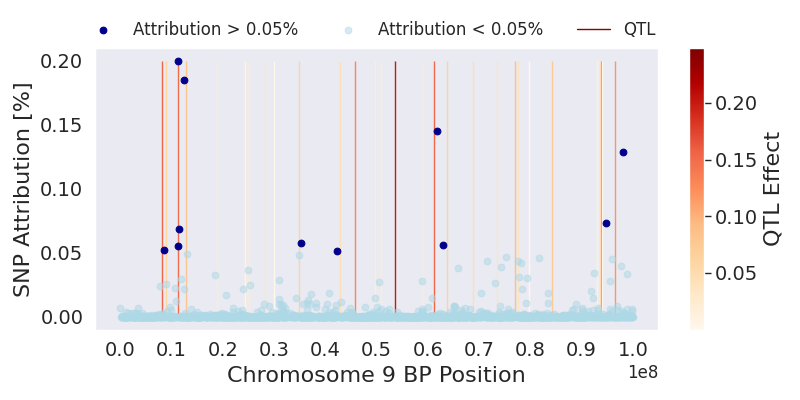 Attribution > 0.05% Attribution < 0.05% QTL
SNP Attribution [%]
0.20
0.15
0.10
0.05
0.00
0.0 0.1 0.2 0.3 0.4 0.5 0.6 0.7 0.8 0.9 1.0
1e8
Chromosome 9 BP Position
0.20
0.15
0.10
0.05
QTL Effect